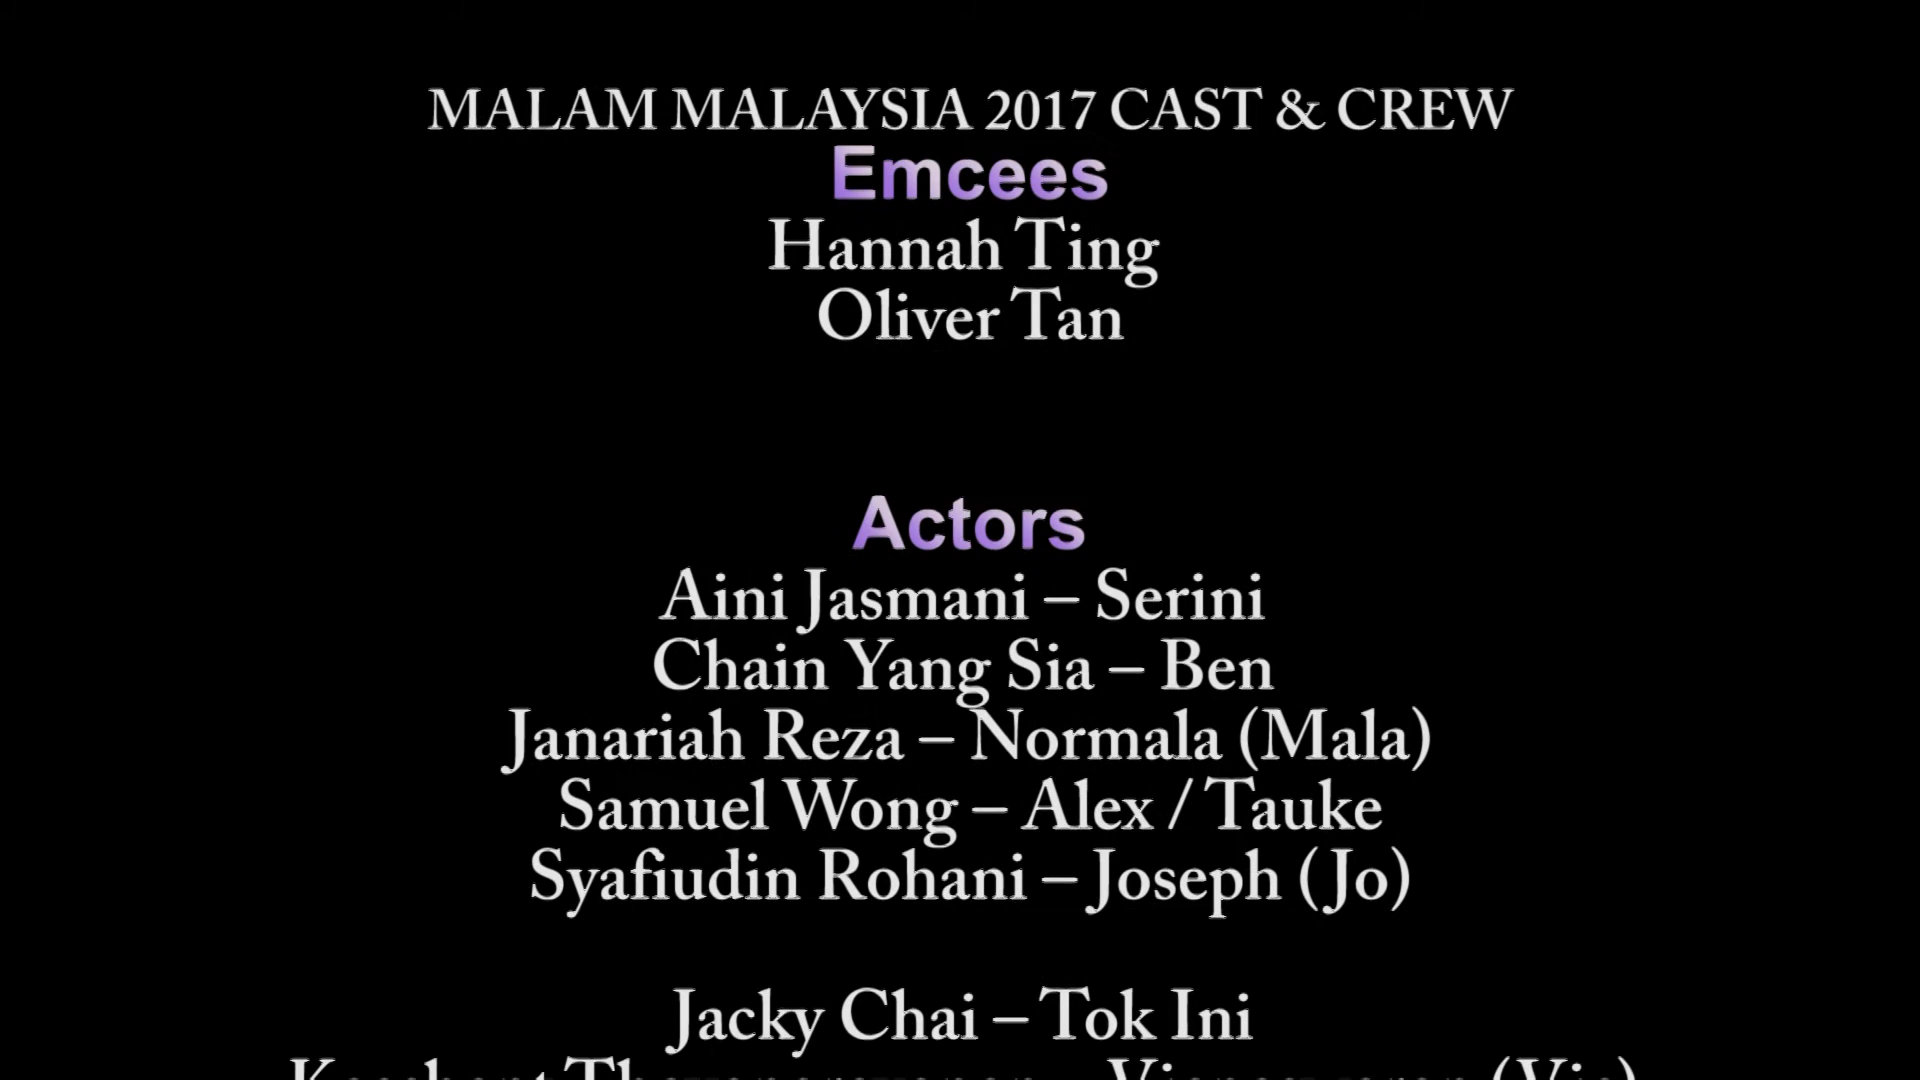 MALAM MALAYSIA 2017 CAST & CREW
Emcees
Hannah Ting
Oliver Tan
Actors
Aini Jasmani – Serini
Chain Yang Sia – Ben
Janariah Reza – Normala (Mala)
Samuel Wong – Alex / Tauke
Syafiudin Rohani – Joseph (Jo)
Jacky Chai – Tok Ini